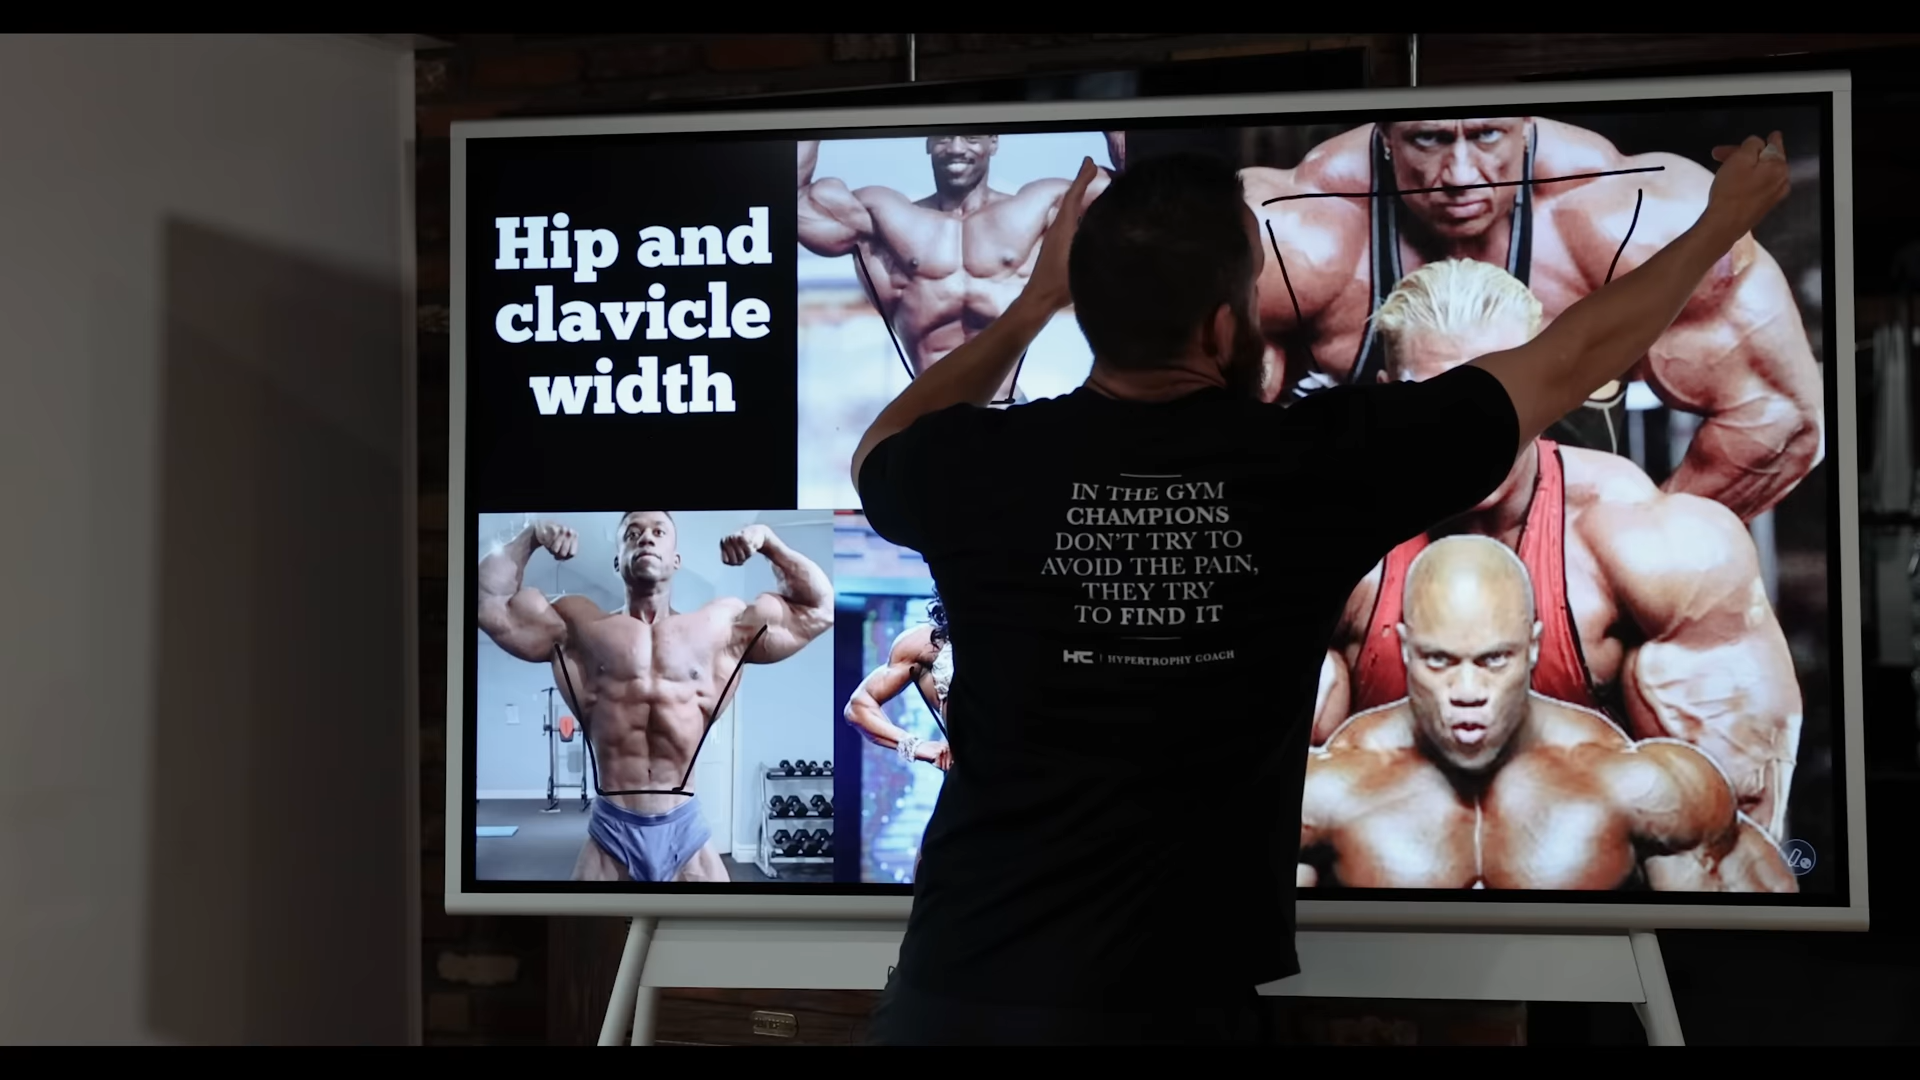 Hip and
clavicle
width
IN THE GYM
CHAMPIONS
DON'T TRY TO
AVOID THE PAIN,
THEY TRY
TO FIND IT
HTC | HYPERTROPHY COACH